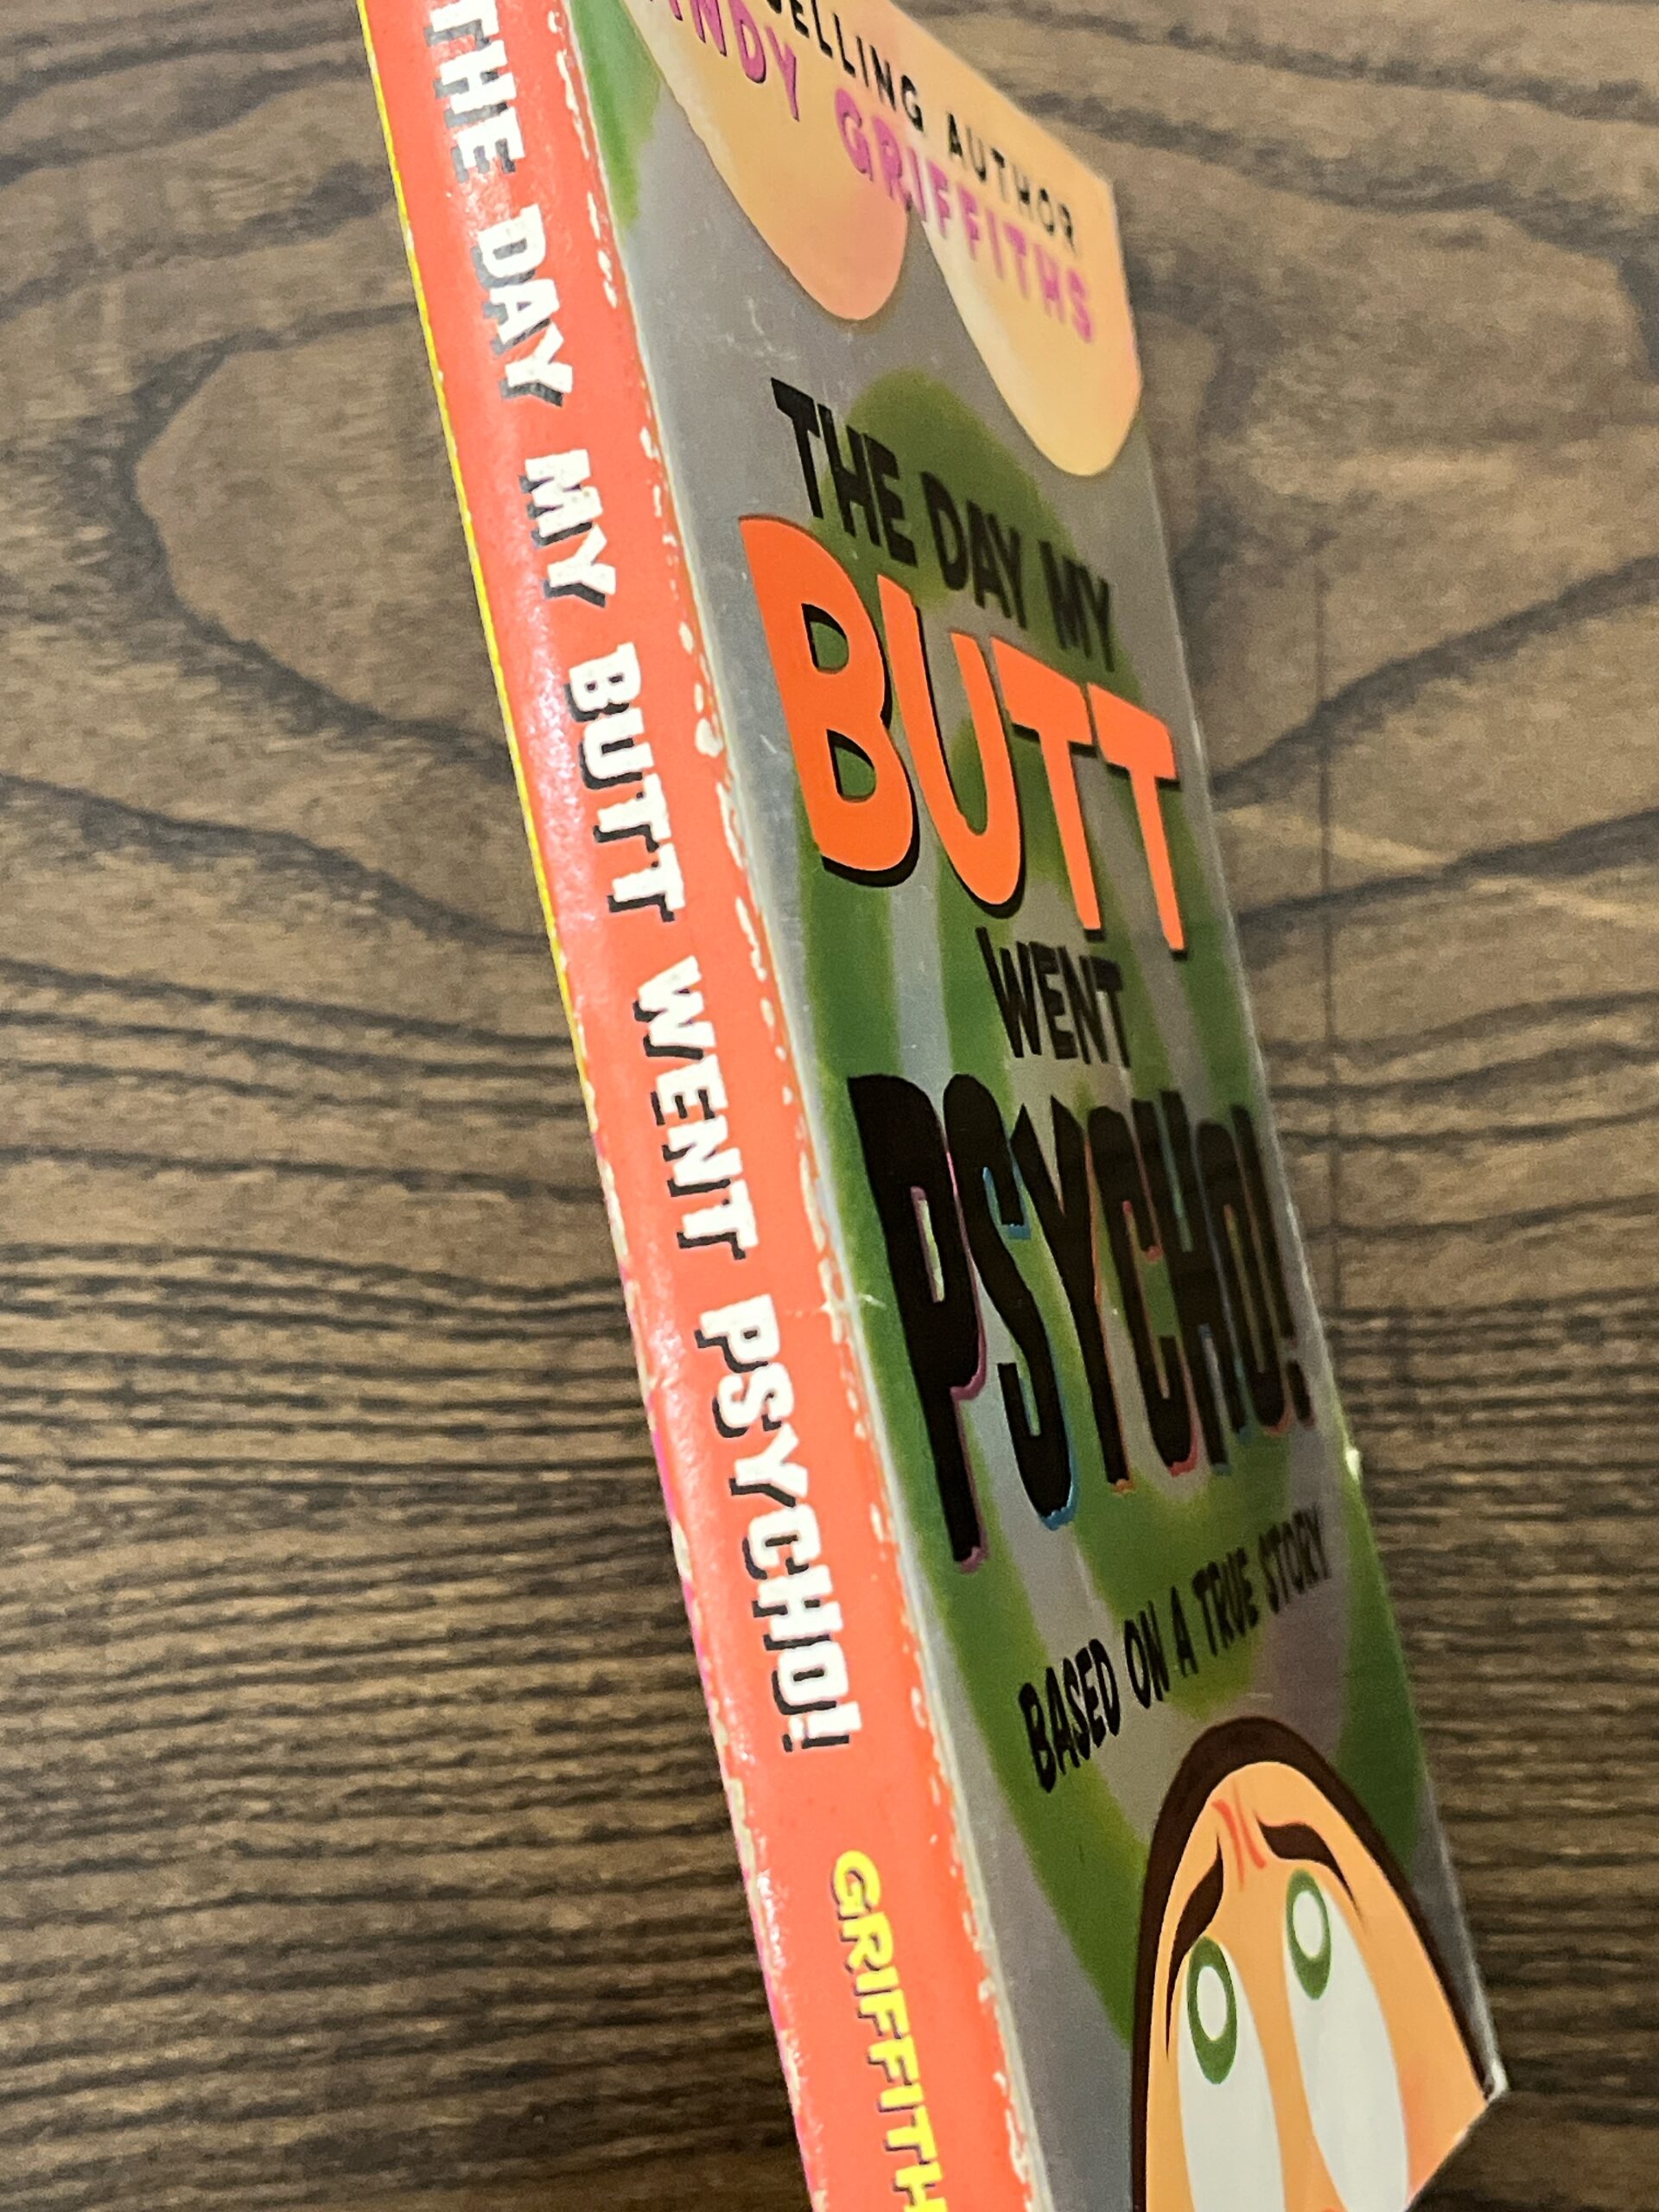 THE DAY MY BUTT WENT PSYCHO! GRIFFITH
SELLING AUTHOR
ANDY GRIFFITHS
THE DAY MY
BUTT
WENT
PSYCHO!
BASED ON A TRUE STORY